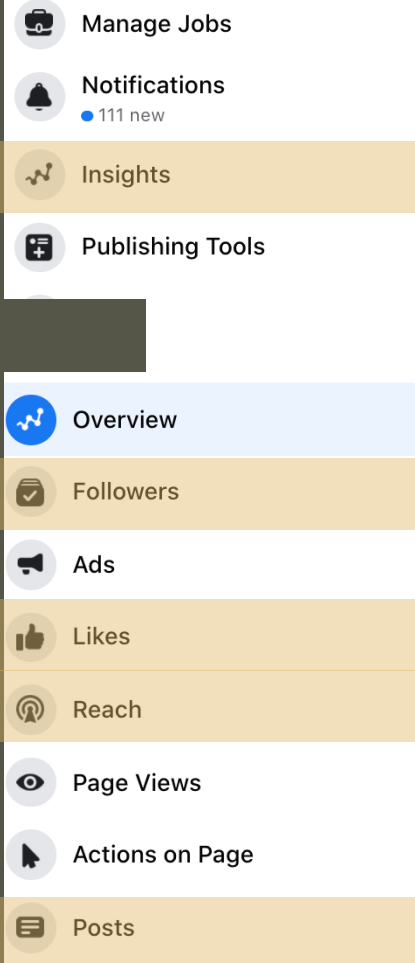 Manage Jobs
Notifications
111 new
Insights
Publishing Tools
Overview
Followers
Ads
Likes
Reach
Page Views
Actions on Page
Posts